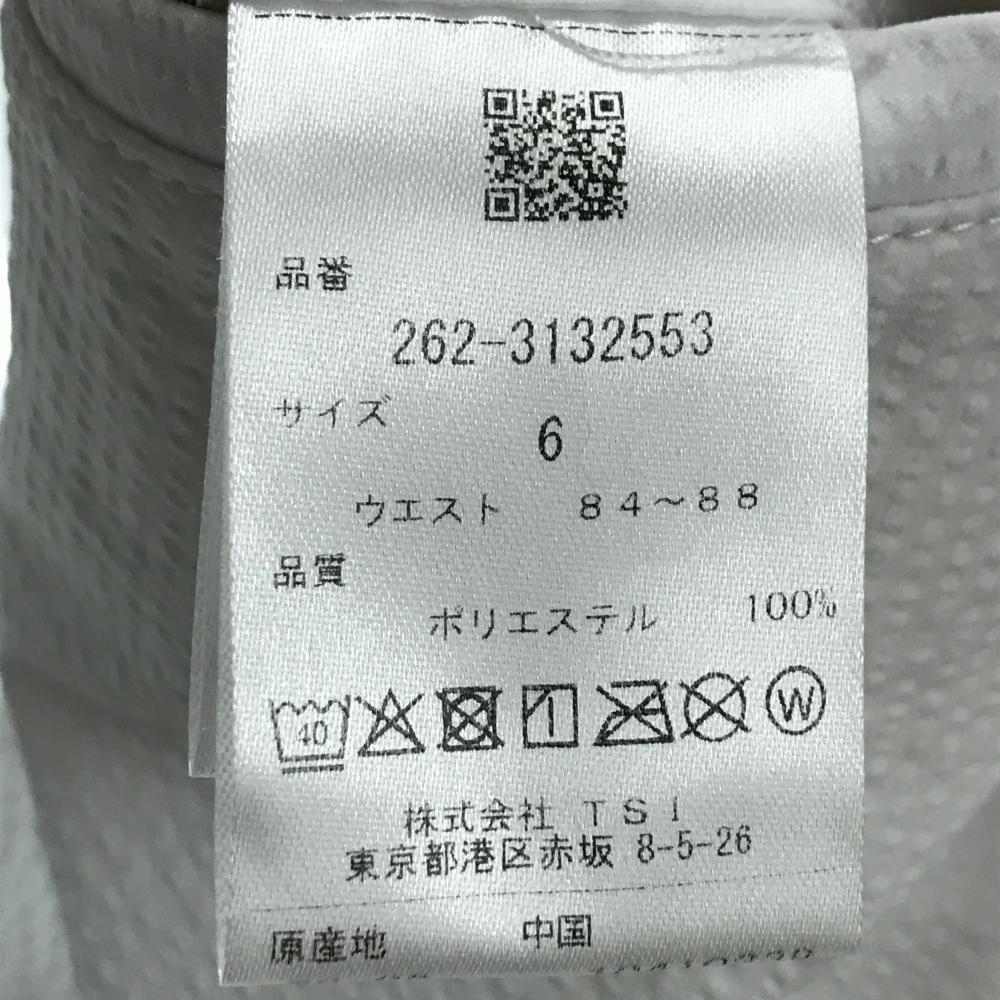 品番
262-3132553
サイズ
6
ウエスト 84～88
品質
ポリエステル 100%
40
W
株式会社 TSI
東京都港区赤坂 8-5-26
原産地 中国